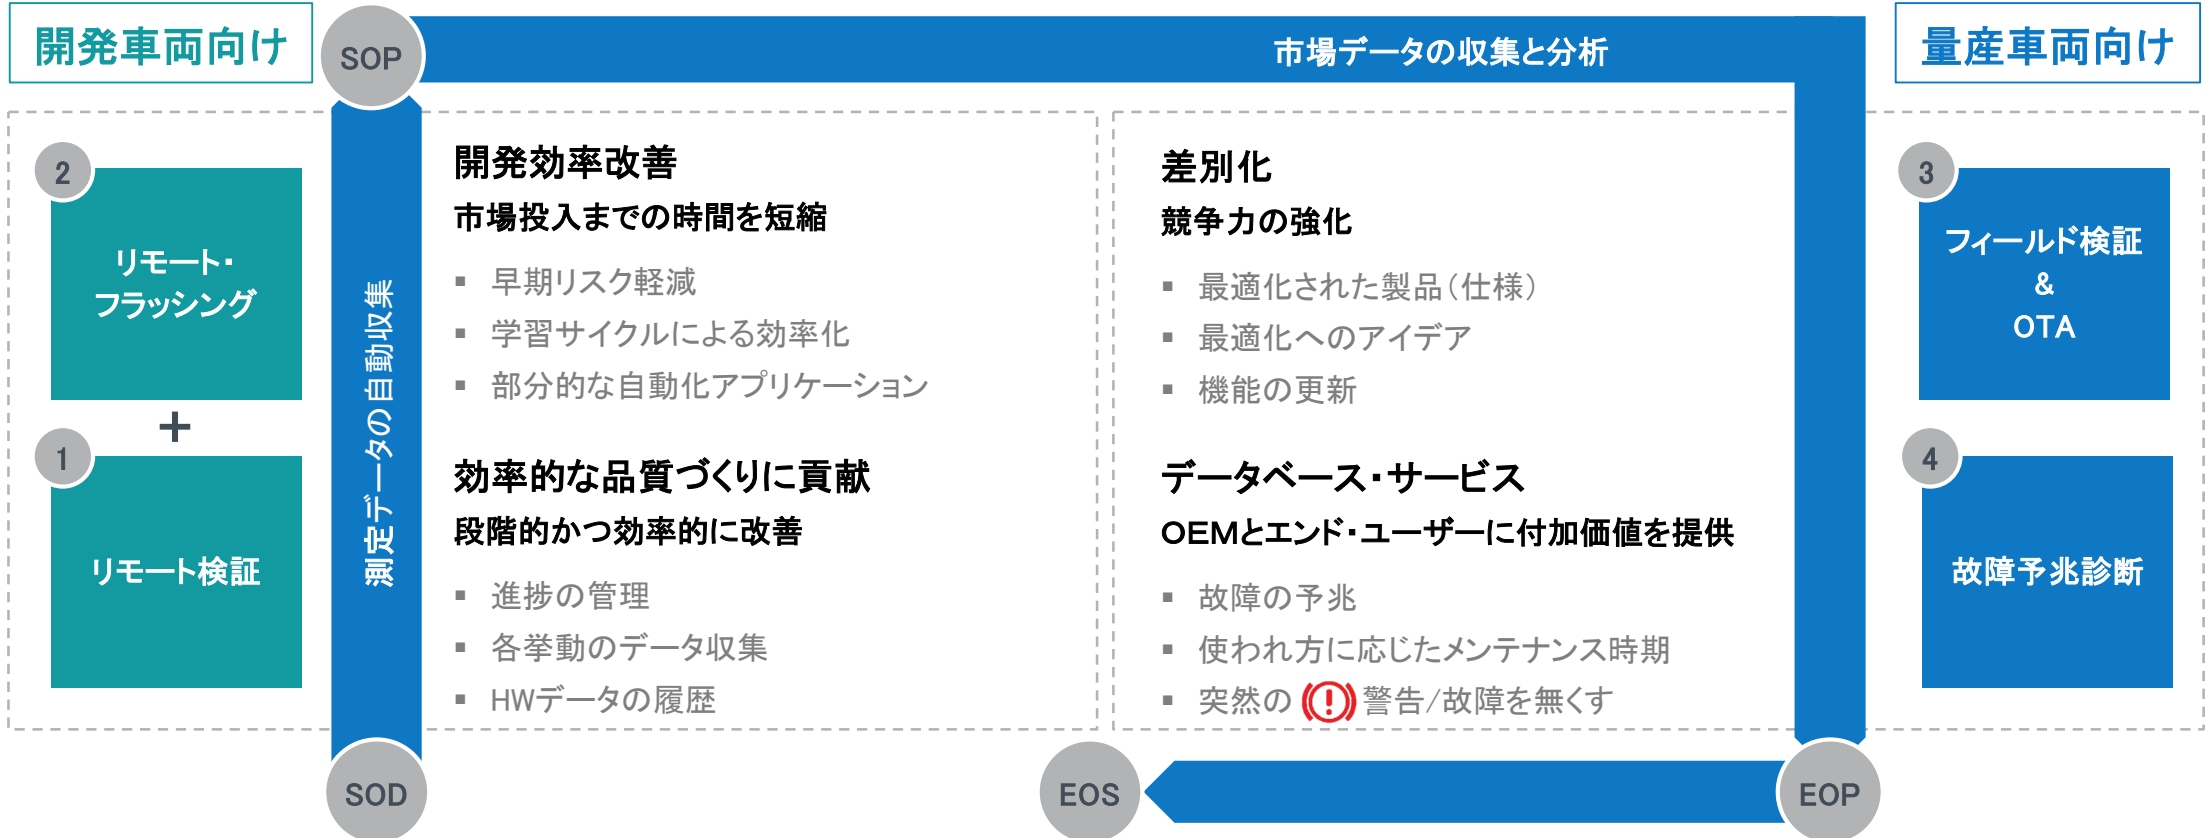 開発車両向け
SOP
市場データの収集と分析
量産車両向け
2
リモート・
フラッシング
+
1
リモート検証
測定データの自動収集
開発効率改善
市場投入までの時間を短縮
▪ 早期リスク軽減
▪ 学習サイクルによる効率化
▪ 部分的な自動化アプリケーション
効率的な品質づくりに貢献
段階的かつ効率的に改善
▪ 進捗の管理
▪ 各挙動のデータ収集
▪ HWデータの履歴
差別化
競争力の強化
▪ 最適化された製品(仕様)
▪ 最適化へのアイデア
▪ 機能の更新
データベース・サービス
OEMとエンド・ユーザーに付加価値を提供
▪ 故障の予兆
▪ 使われ方に応じたメンテナンス時期
▪ 突然の (!) 警告/故障を無くす
3
フィールド検証
&
OTA
4
故障予兆診断
SOD
EOS
EOP